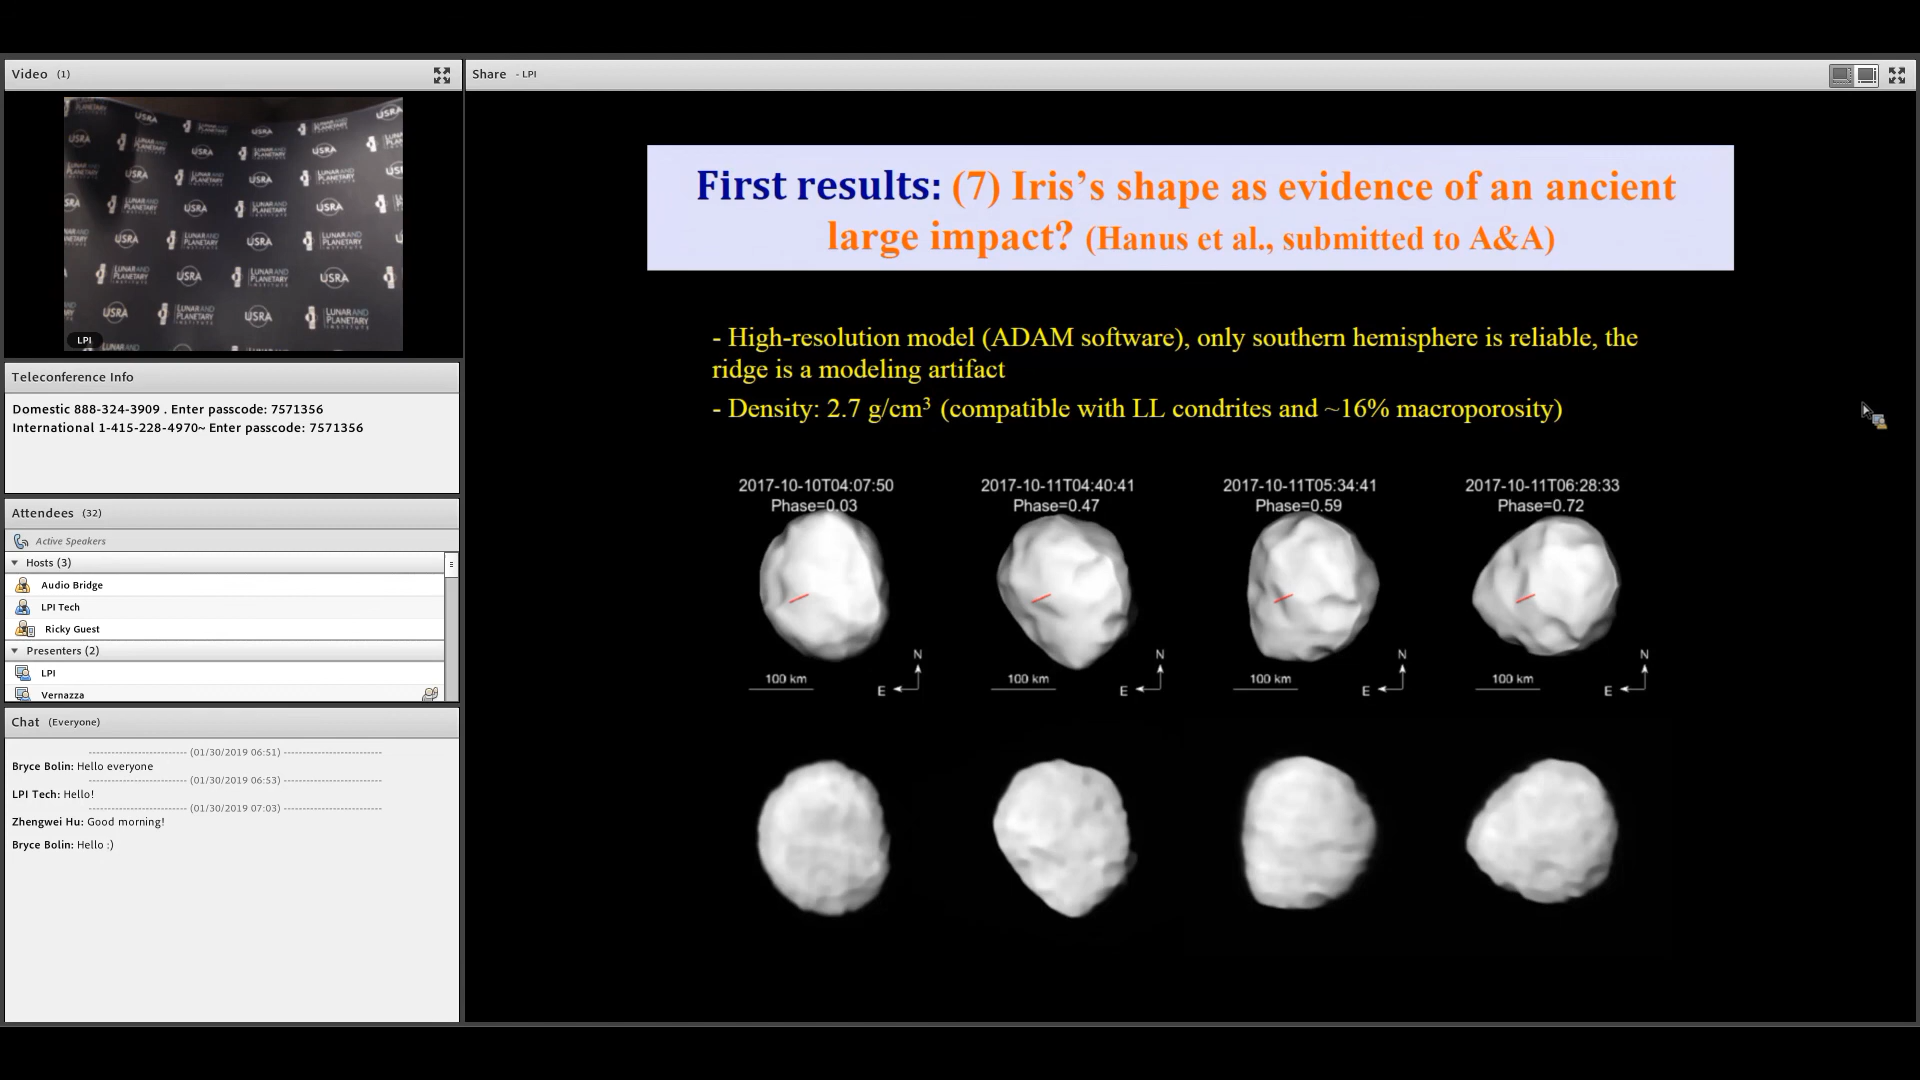 Video (1)
LPI
Teleconference Info
Domestic 888-324-3909 . Enter passcode: 7571356
International 1-415-228-4970~ Enter passcode: 7571356
Attendees (32)
Active Speakers
Hosts (3)
Audio Bridge
LPI Tech
Ricky Guest
Presenters (2)
LPI
Vernazza
Chat (Everyone)
------------------------- (01/30/2019 06:51) -------------------------
Bryce Bolin: Hello everyone
------------------------- (01/30/2019 06:53) -------------------------
LPI Tech: Hello!
------------------------- (01/30/2019 07:03) -------------------------
Zhengwei Hu: Good morning!
Bryce Bolin: Hello :)
Share - LPI
First results: (7) Iris’s shape as evidence of an ancient
large impact? (Hanus et al., submitted to A&A)
- High-resolution model (ADAM software), only southern hemisphere is reliable, the
ridge is a modeling artifact
- Density: 2.7 g/cm³ (compatible with LL condrites and ~16% macroporosity)
2017-10-10T04:07:50 2017-10-11T04:40:41 2017-10-11T05:34:41 2017-10-11T06:28:33
Phase=0.03 Phase=0.47 Phase=0.59 Phase=0.72
N N N N
100 km E 100 km E 100 km E 100 km E
USRA
LUNAR AND PLANETARY INSTITUTE